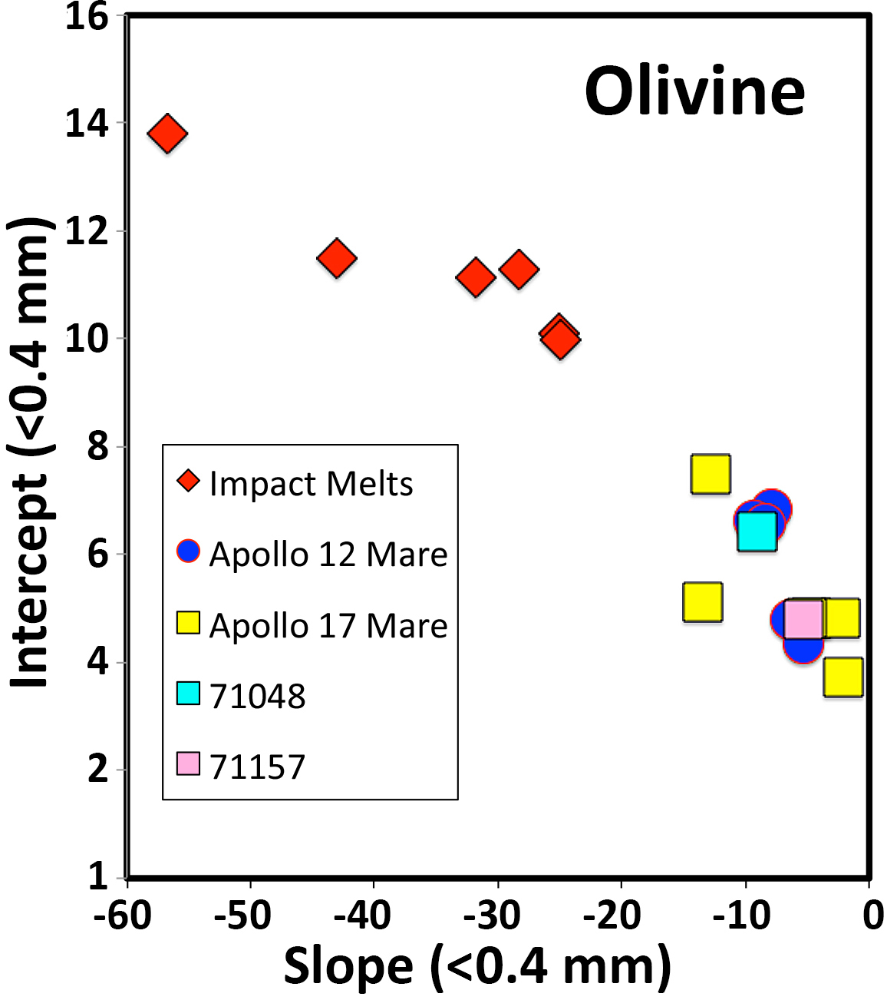 Olivine
16
14
12
10
8
6
4
2
1
Intercept (<0.4 mm)
Impact Melts
Apollo 12 Mare
Apollo 17 Mare
71048
71157
-60 -50 -40 -30 -20 -10 0
Slope (<0.4 mm)